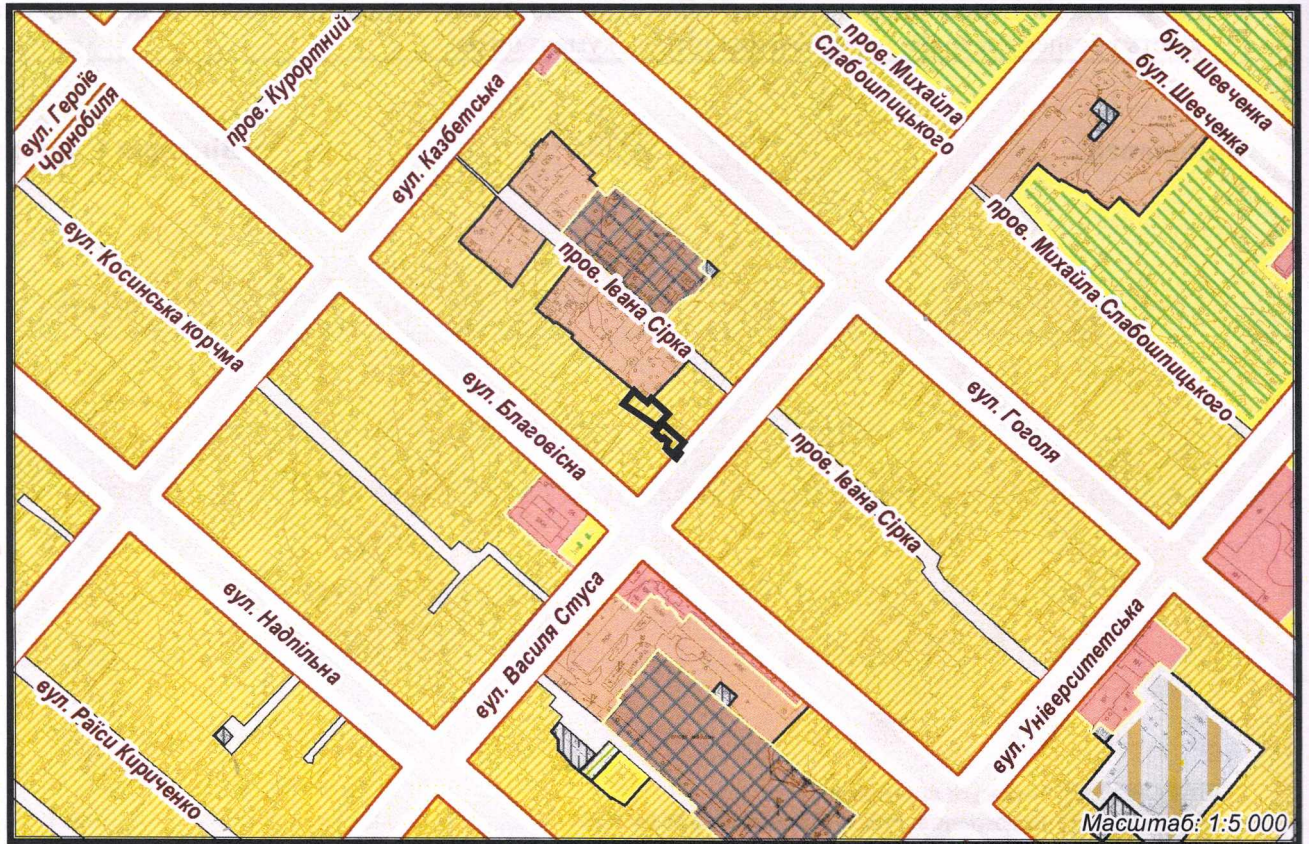 бул. Шевченка
бул. Шевченка
пров. Михайла
Слабошпицького
пров. Курортний
вул. Героїв
Чорнобиля
вул. Казбетська
вул. Косинська корчма
пров. Івана Сірка
пров. Михайла Слабошпицького
вул. Благовісна
вул. Гоголя
пров. Івана Сірка
вул. Надпільна
вул. Василя Стуса
вул. Університетська
вул. Раїси Кириченко
Масштаб: 1:5 000